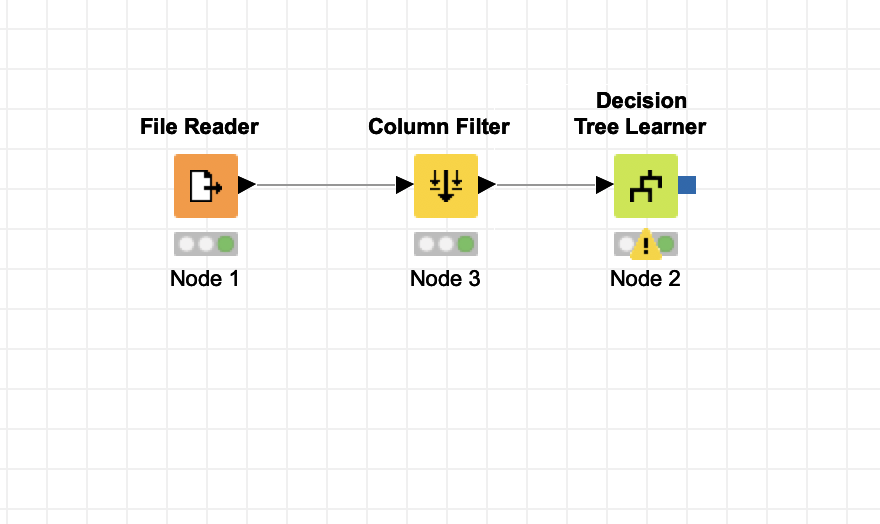 File Reader
Column Filter
Decision
Tree Learner
Node 1
Node 3
Node 2